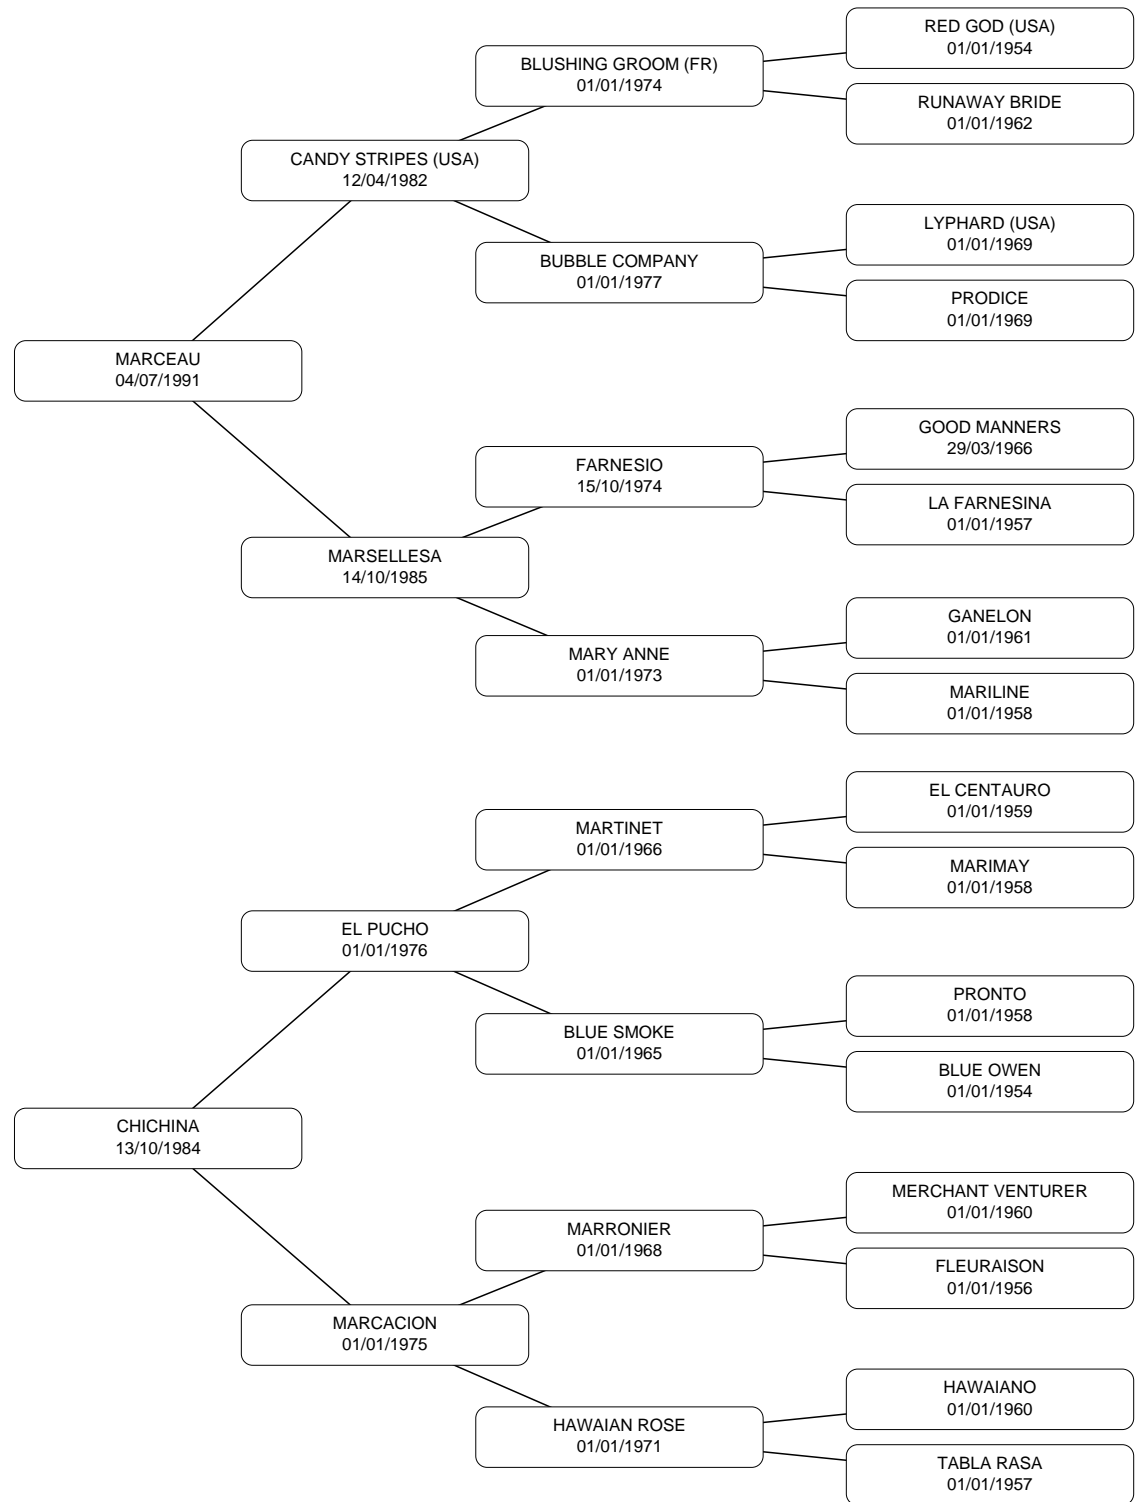 RED GOD (USA)
01/01/1954
BLUSHING GROOM (FR)
01/01/1974
RUNAWAY BRIDE
01/01/1962
CANDY STRIPES (USA)
12/04/1982
LYPHARD (USA)
01/01/1969
BUBBLE COMPANY
01/01/1977
PRODICE
01/01/1969
MARCEAU
04/07/1991
GOOD MANNERS
29/03/1966
FARNESIO
15/10/1974
LA FARNESINA
01/01/1957
MARSELLESA
14/10/1985
GANELON
01/01/1961
MARY ANNE
01/01/1973
MARILINE
01/01/1958
EL CENTAURO
01/01/1959
MARTINET
01/01/1966
MARIMAY
01/01/1958
EL PUCHO
01/01/1976
PRONTO
01/01/1958
BLUE SMOKE
01/01/1965
BLUE OWEN
01/01/1954
CHICHINA
13/10/1984
MERCHANT VENTURER
01/01/1960
MARRONIER
01/01/1968
FLEURAISON
01/01/1956
MARCACION
01/01/1975
HAWAIANO
01/01/1960
HAWAIAN ROSE
01/01/1971
TABLA RASA
01/01/1957